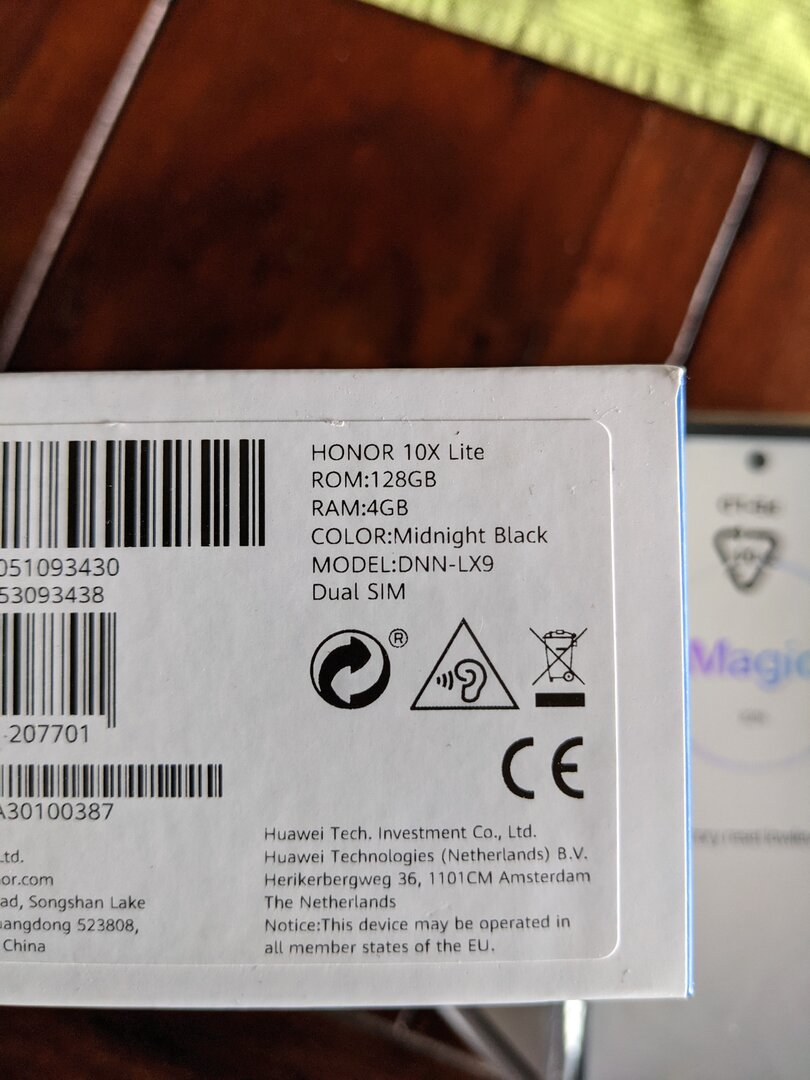 HONOR 10X Lite
ROM:128GB
RAM:4GB
COLOR:Midnight Black
MODEL:DNN-LX9
Dual SIM
®
CE
051093430
53093438
-207701
A30100387
Ltd.
or.com
ad, Songshan Lake
uangdong 523808,
China
Huawei Tech. Investment Co., Ltd.
Huawei Technologies (Netherlands) B.V.
Herikerbergweg 36, 1101CM Amsterdam
The Netherlands
Notice:This device may be operated in
all member states of the EU.
Magic